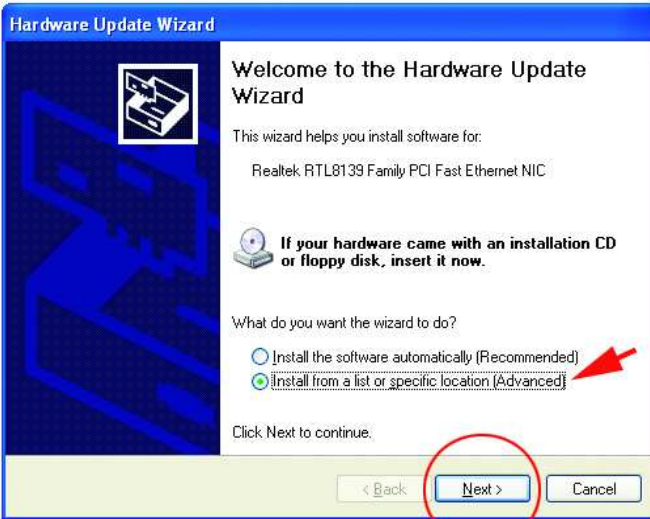 Hardware Update Wizard
Welcome to the Hardware Update
Wizard
This wizard helps you install software for:
Realtek RTL8139 Family PCI Fast Ethernet NIC
If your hardware came with an installation CD
or floppy disk, insert it now.
What do you want the wizard to do?
Install the software automatically (Recommended)
Install from a list or specific location (Advanced)
Click Next to continue.
< Back
Next >
Cancel